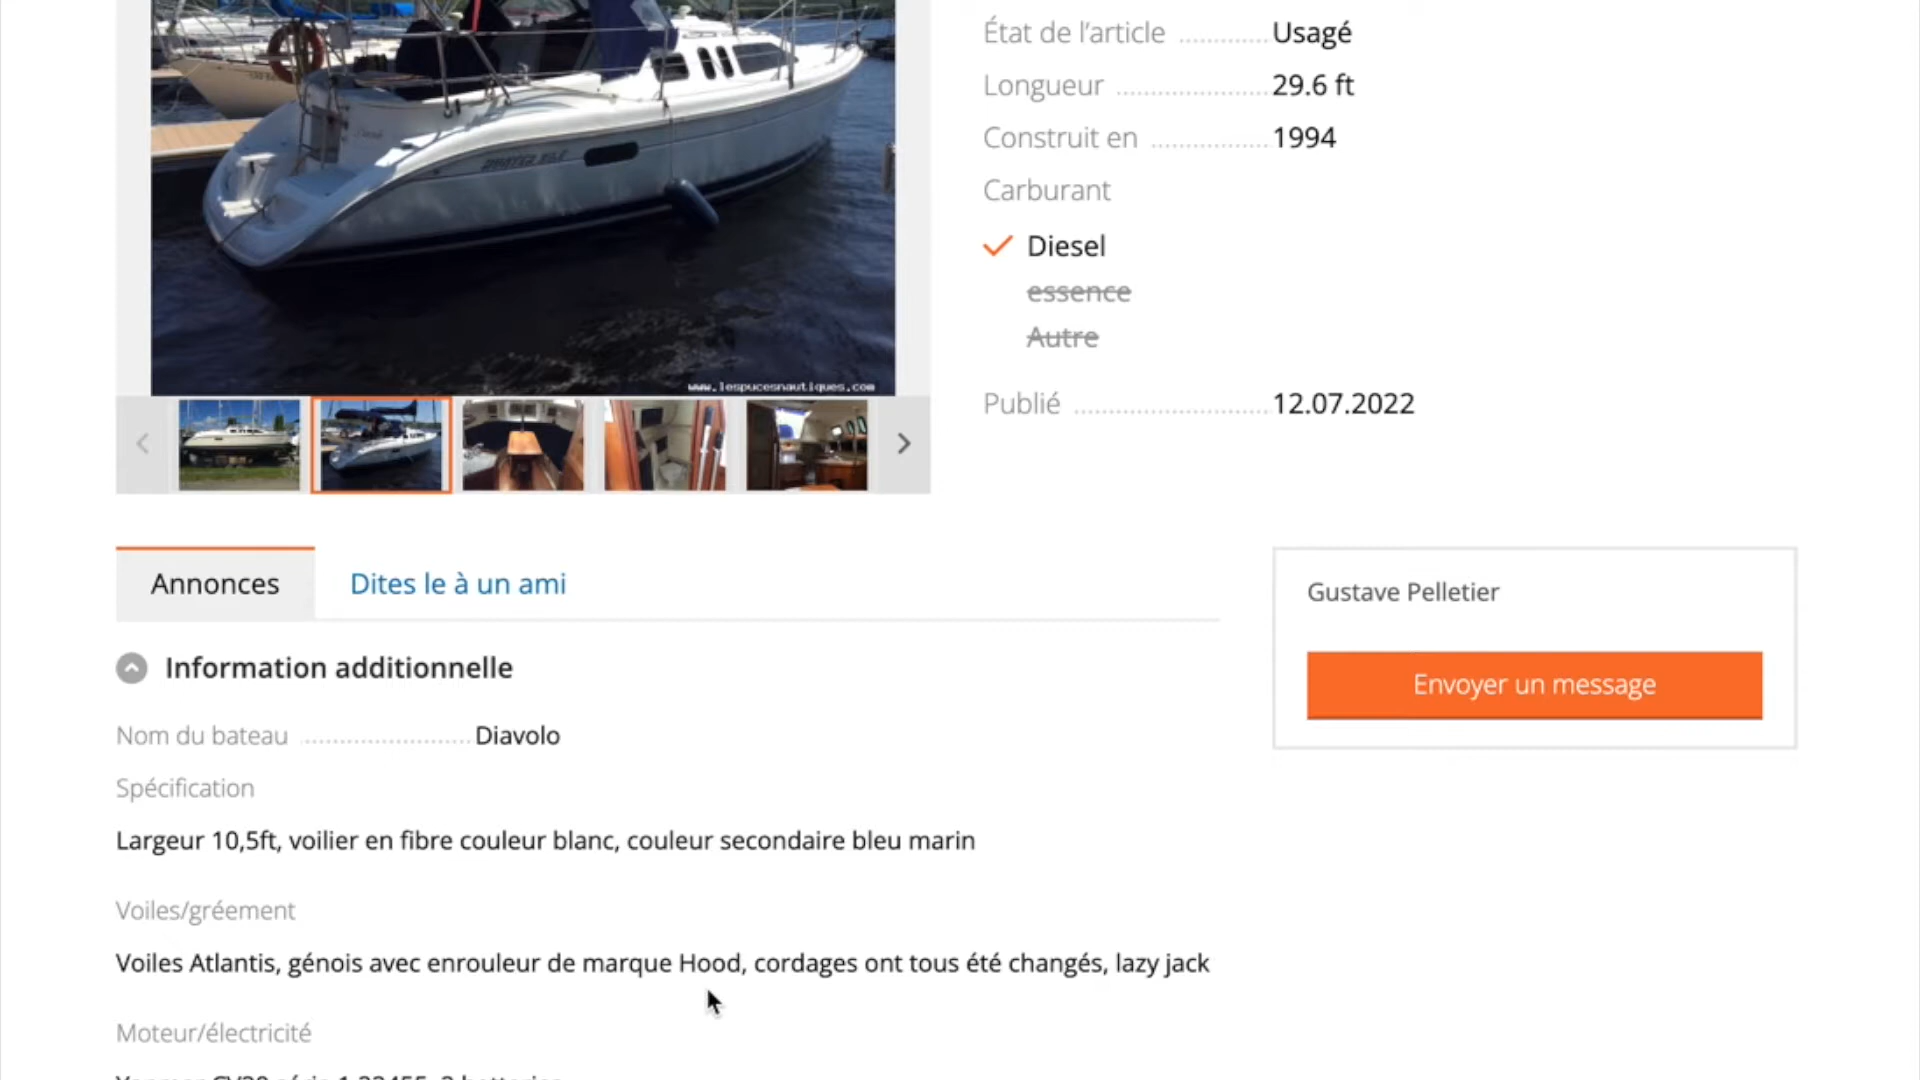 État de l’article Usagé
Longueur 29.6 ft
Construit en 1994
Carburant
Diesel
essence
Autre
www.lespucesnautiques.com
Publié 12.07.2022
Annonces
Dites le à un ami
Gustave Pelletier
Envoyer un message
Information additionnelle
Nom du bateau Diavolo
Spécification
Largeur 10,5ft, voilier en fibre couleur blanc, couleur secondaire bleu marin
Voiles/gréement
Voiles Atlantis, génois avec enrouleur de marque Hood, cordages ont tous été changés, lazy jack
Moteur/électricité